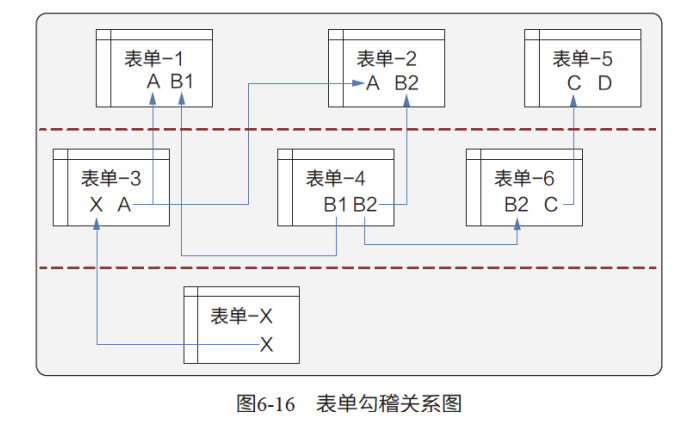 表单-1
A B1
表单-2
A B2
表单-5
C D
表单-3
X A
表单-4
B1 B2
表单-6
B2 C
表单-X
X
图6-16 表单勾稽关系图